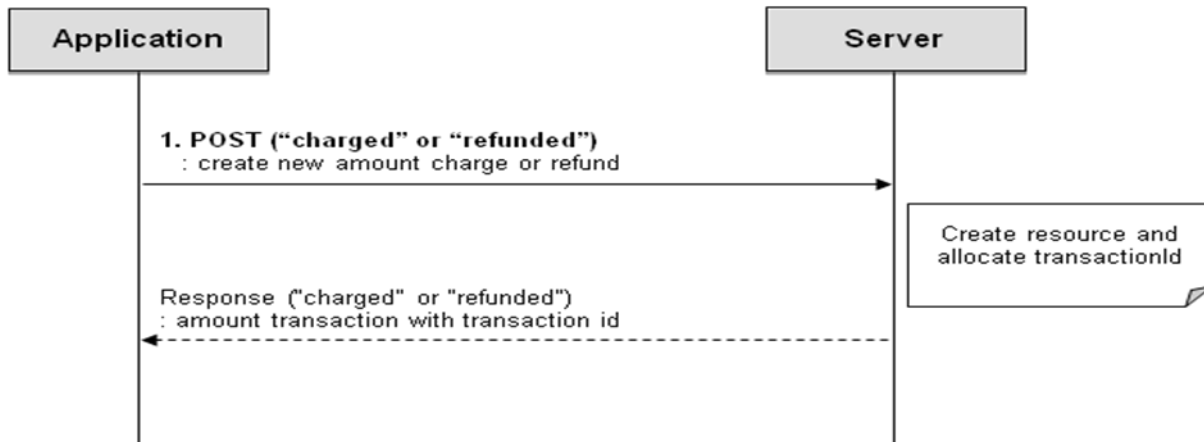 Application
Server
1. POST (“charged” or “refunded”)
: create new amount charge or refund
Create resource and
allocate transactionId
Response ("charged" or "refunded")
: amount transaction with transaction id